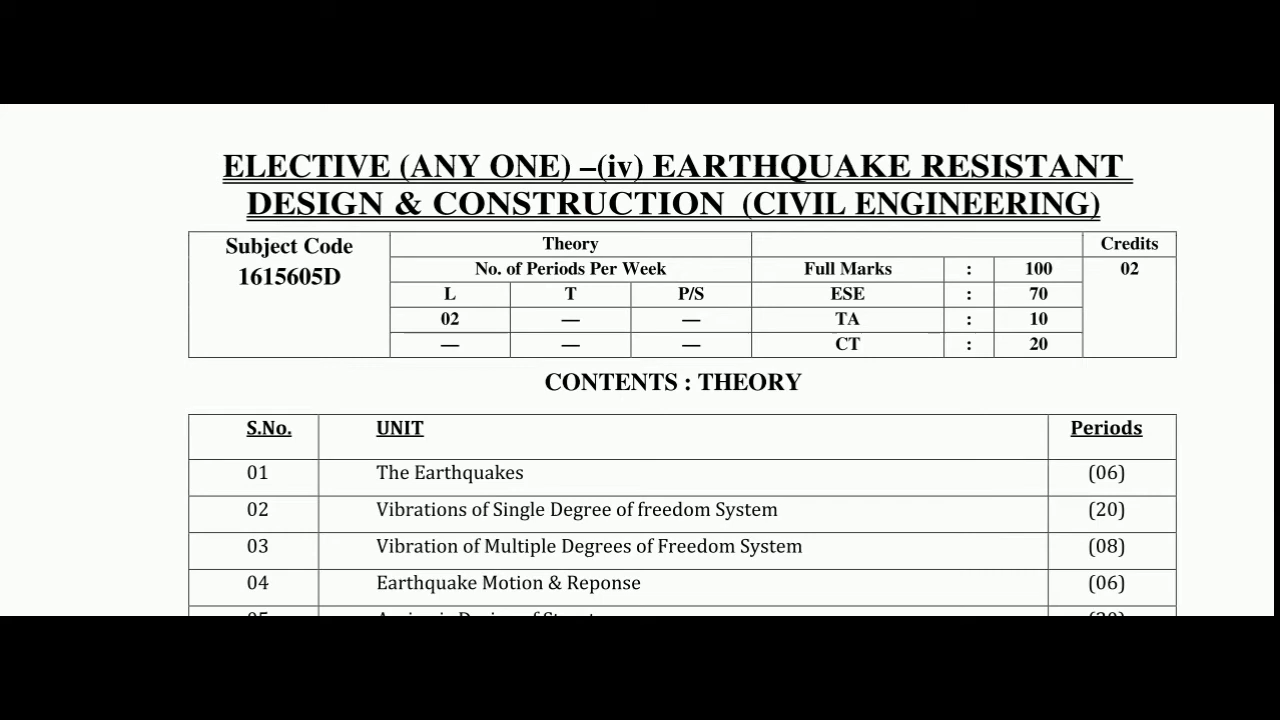 ELECTIVE (ANY ONE) –(iv) EARTHQUAKE RESISTANT
DESIGN & CONSTRUCTION (CIVIL ENGINEERING)
Subject Code Theory Credits
1615605D No. of Periods Per Week Full Marks : 100 02
L T P/S ESE : 70
02 — — TA : 10
— — — CT : 20
CONTENTS : THEORY
S.No. UNIT Periods
01 The Earthquakes (06)
02 Vibrations of Single Degree of freedom System (20)
03 Vibration of Multiple Degrees of Freedom System (08)
04 Earthquake Motion & Reponse (06)